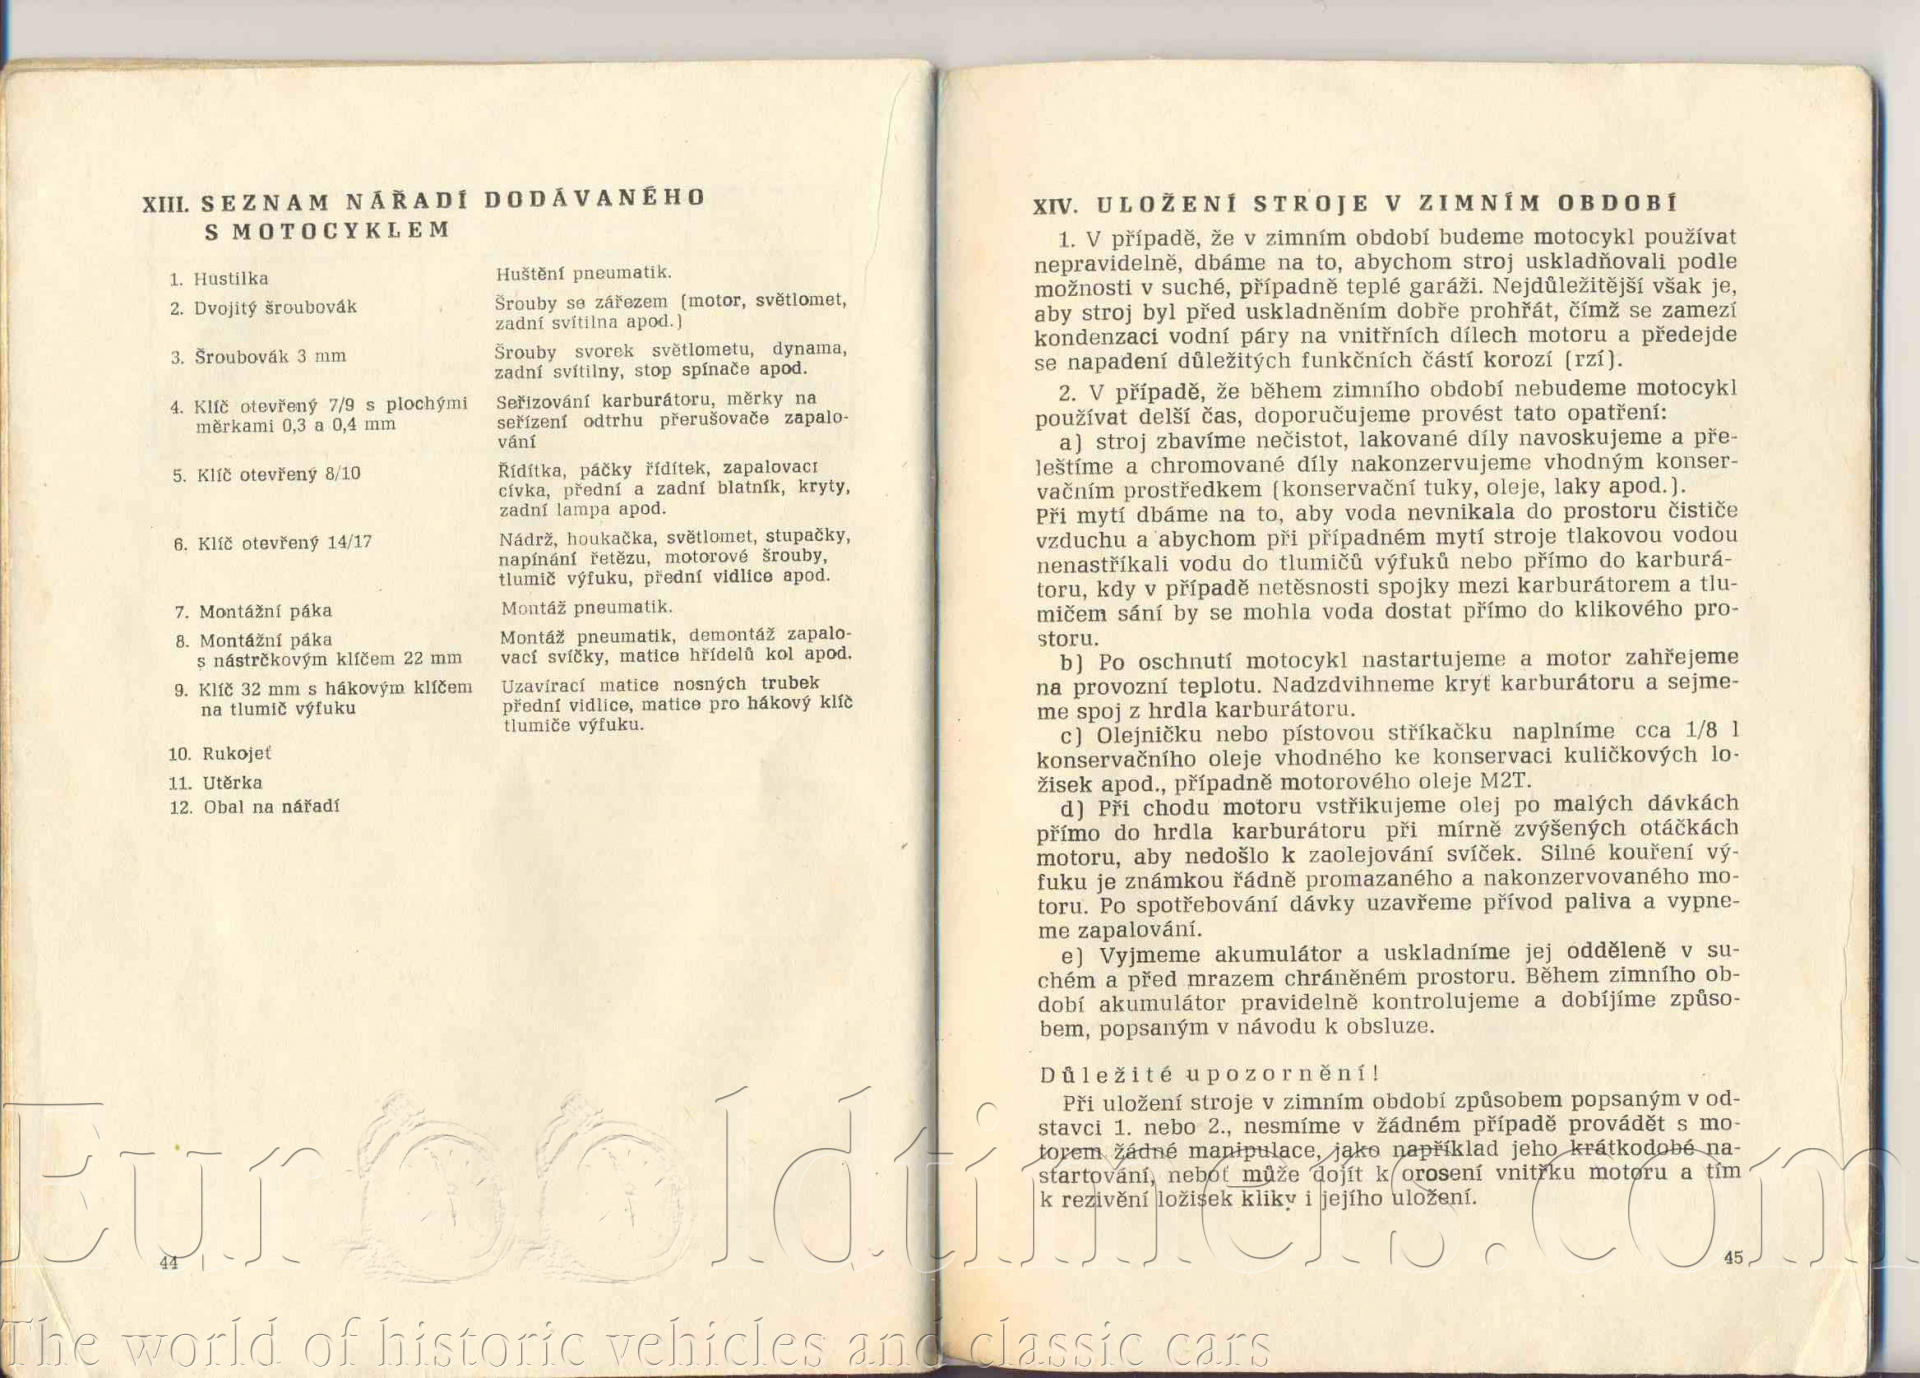 XIII. SEZNAM NÁŘADÍ DODÁVANÉHO
S MOTOCYKLEM
1. Hustilka
Huštění pneumatik.
2. Dvojitý šroubovák
Šrouby se zářezem (motor, světlomet,
zadní svítilna apod.)
3. Šroubovák 3 mm
Šrouby svorek světlometu, dynama,
zadní svítilny, stop spínače apod.
4. Klíč otevřený 7/9 s plochými
měrkami 0,3 a 0,4 mm
Seřizování karburátoru, měrky na
seřízení odtrhu přerušovače zapalo-
vání
5. Klíč otevřený 8/10
Řídítka, páčky řídítek, zapalovací
cívka, přední a zadní blatník, kryty,
zadní lampa apod.
6. Klíč otevřený 14/17
Nádrž, houkačka, světlomet, stupačky,
napínání řetězu, motorové šrouby,
tlumič výfuku, přední vidlice apod.
7. Montážní páka
Montáž pneumatik.
8. Montážní páka
s nástrčkovým klíčem 22 mm
Montáž pneumatik, demontáž zapalo-
vací svíčky, matice hřídelů kol apod.
9. Klíč 32 mm s hákovým klíčem
na tlumič výfuku
Uzavírací matice nosných trubek
přední vidlice, matice pro hákový klíč
tlumiče výfuku.
10. Rukojeť
11. Utěrka
12. Obal na nářadí
44
XIV. ULOŽENÍ STROJE V ZIMNÍM OBDOBÍ
1. V případě, že v zimním období budeme motocykl používat
nepravidelně, dbáme na to, abychom stroj uskladňovali podle
možnosti v suché, případně teplé garáži. Nejdůležitější však je,
aby stroj byl před uskladněním dobře prohřát, čímž se zamezí
kondenzaci vodní páry na vnitřních dílech motoru a předejde
se napadení důležitých funkčních částí korozí (rzí).
2. V případě, že během zimního období nebudeme motocykl
používat delší čas, doporučujeme provést tato opatření:
a) stroj zbavíme nečistot, lakované díly navoskujeme a pře-
leštíme a chromované díly nakonzervujeme vhodným konser-
vačním prostředkem (konservační tuky, oleje, laky apod.).
Při mytí dbáme na to, aby voda nevnikala do prostoru čističe
vzduchu a abychom při případném mytí stroje tlakovou vodou
nenastříkali vodu do tlumičů výfuků nebo přímo do karburá-
toru, kdy v případě netěsnosti spojky mezi karburátorem a tlu-
mičem sání by se mohla voda dostat přímo do klikového pro-
storu.
b) Po oschnutí motocykl nastartujeme a motor zahřejeme
na provozní teplotu. Nadzdvihneme kryt karburátoru a sejme-
me spoj z hrdla karburátoru.
c) Olejničku nebo pístovou stříkačku naplníme cca 1/8 l
konservačního oleje vhodného ke konservaci kuličkových lo-
žisek apod., případně motorového oleje M2T.
d) Při chodu motoru vstřikujeme olej po malých dávkách
přímo do hrdla karburátoru při mírně zvýšených otáčkách
motoru, aby nedošlo k zaolejování svíček. Silné kouření vý-
fuku je známkou řádně promazaného a nakonzervovaného mo-
toru. Po spotřebování dávky uzavřeme přívod paliva a vypne-
me zapalování.
e) Vyjmeme akumulátor a uskladníme jej odděleně v su-
chém a před mrazem chráněném prostoru. Během zimního ob-
dobí akumulátor pravidelně kontrolujeme a dobíjíme způso-
bem, popsaným v návodu k obsluze.
Důležité upozornění!
Při uložení stroje v zimním období způsobem popsaným v od-
stavci 1. nebo 2., nesmíme v žádném případě provádět s mo-
torem žádné manipulace, jako například jeho krátkodobé na-
startování, neboť může dojít k orosení vnitřku motoru a tím
k rezivění ložisek kliky i jejího uložení.
45
EurOOldtimers.com
The world of historic vehicles and classic cars